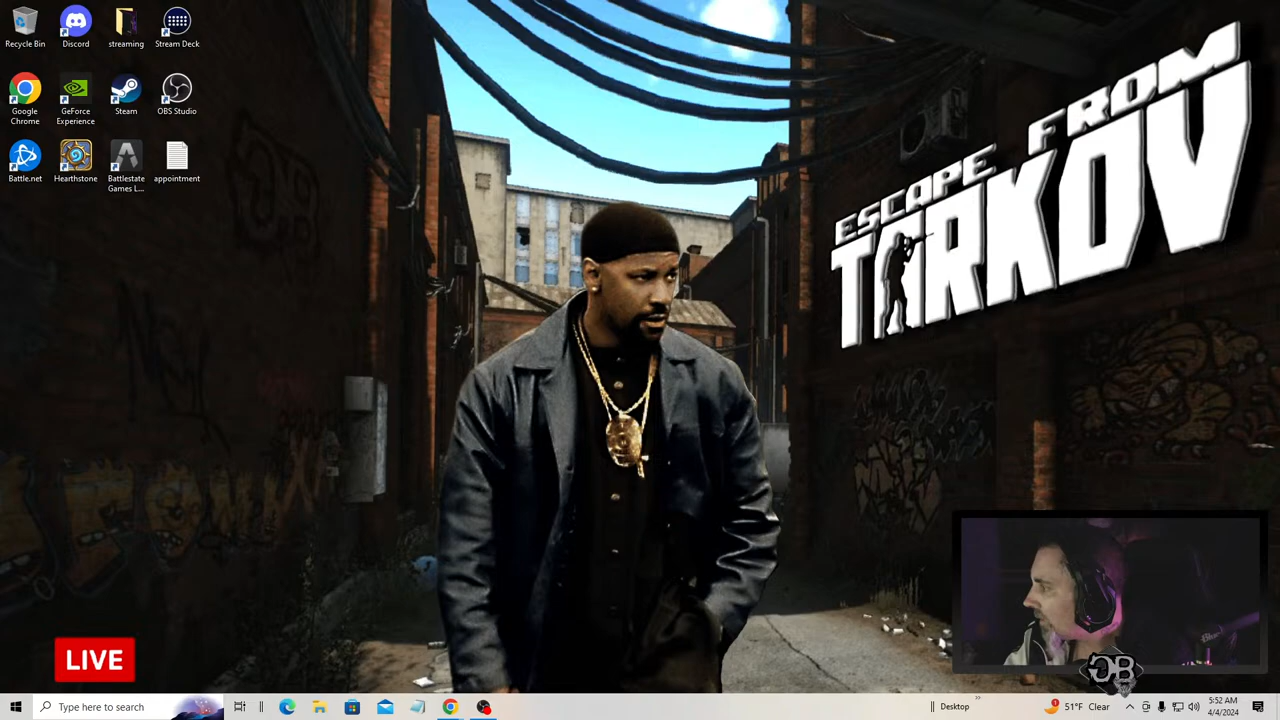 Recycle Bin
Discord
streaming
Stream Deck
Google
Chrome
GeForce
Experience
Steam
OBS Studio
Battle.net
Hearthstone
Battlestate
Games L...
appointment
ESCAPE FROM
TARKOV
LIVE
GB
Type here to search
Desktop
51°F Clear
5:52 AM
4/4/2024